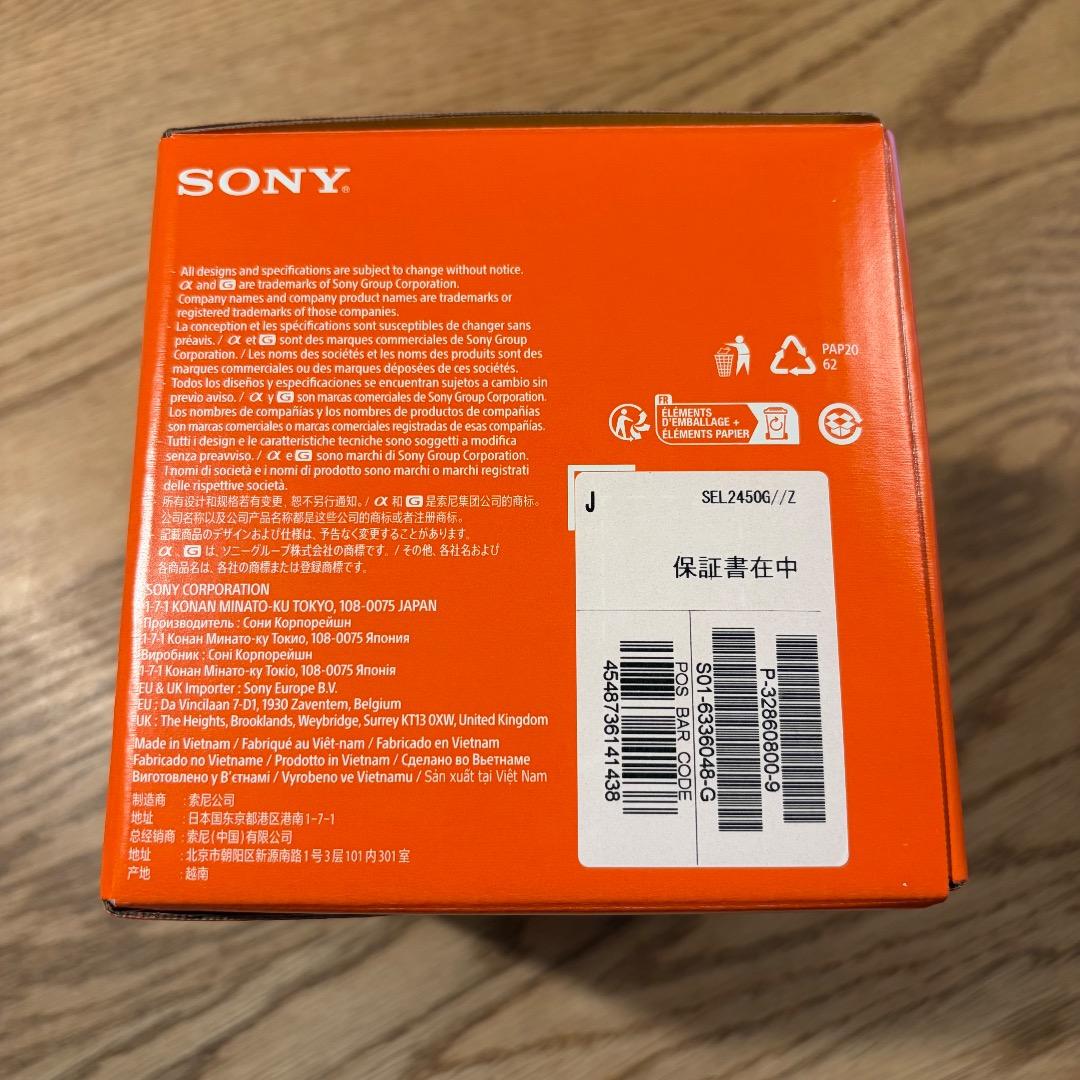 SONY®
All designs and specifications are subject to change without notice.
α and G are trademarks of Sony Group Corporation.
Company names and company product names are trademarks or
registered trademarks of those companies.
La conception et les spécifications sont susceptibles de changer sans
préavis. / α et G sont des marques commerciales de Sony Group
Corporation. / Les noms des sociétés et les noms des produits sont des
marques commerciales ou des marques déposées de ces sociétés.
Todos los diseños y especificaciones se encuentran sujetos a cambio sin
previo aviso. / α y G son marcas comerciales de Sony Group Corporation.
Los nombres de compañías y los nombres de productos de compañías
son marcas comerciales o marcas comerciales registradas de esas compañías.
Tutti i design e le caratteristiche tecniche sono soggetti a modifica
senza preavviso. / α e G sono marchi di Sony Group Corporation.
I nomi di società e i nomi di prodotto sono marchi o marchi registrati
delle rispettive società.
所有设计和规格若有变更，恕不另行通知。/ α 和 G 是索尼集团公司的商标。
公司名称以及公司产品名称都是这些公司的商标或者注册商标。
記載商品のデザインおよび仕様は、予告なく変更することがあります。
α、G は、ソニーグループ株式会社の商標です。/ その他、各社名および
各商品名は、各社の商標または登録商標です。
SONY CORPORATION
1-7-1 KONAN MINATO-KU TOKYO, 108-0075 JAPAN
Производитель : Сони Корпорейшн
1-7-1 Конан Минато-ку Токио, 108-0075 Япония
Виробник : Соні Корпорейшн
1-7-1 Конан Мінато-ку Токіо, 108-0075 Японія
EU & UK Importer : Sony Europe B.V.
EU : Da Vincilaan 7-D1, 1930 Zaventem, Belgium
UK : The Heights, Brooklands, Weybridge, Surrey KT13 0XW, United Kingdom
Made in Vietnam / Fabriqué au Viêt-nam / Fabricado en Vietnam
Fabricado no Vietname / Prodotto in Vietnam / Сделано во Вьетнаме
Виготовлено у В'єтнамі / Vyrobeno ve Vietnamu / Sản xuất tại Việt Nam
制造商 : 索尼公司
地址 : 日本国东京都港区港南1-7-1
总经销商 : 索尼(中国)有限公司
地址 : 北京市朝阳区新源南路1号3层101内301室
产地 : 越南
PAP20
62
FR
ÉLÉMENTS
D'EMBALLAGE +
ÉLÉMENTS PAPIER
J SEL2450G//Z
保証書在中
P-32860800-9
S01-6336048-G
POS BAR CODE
4548736141438